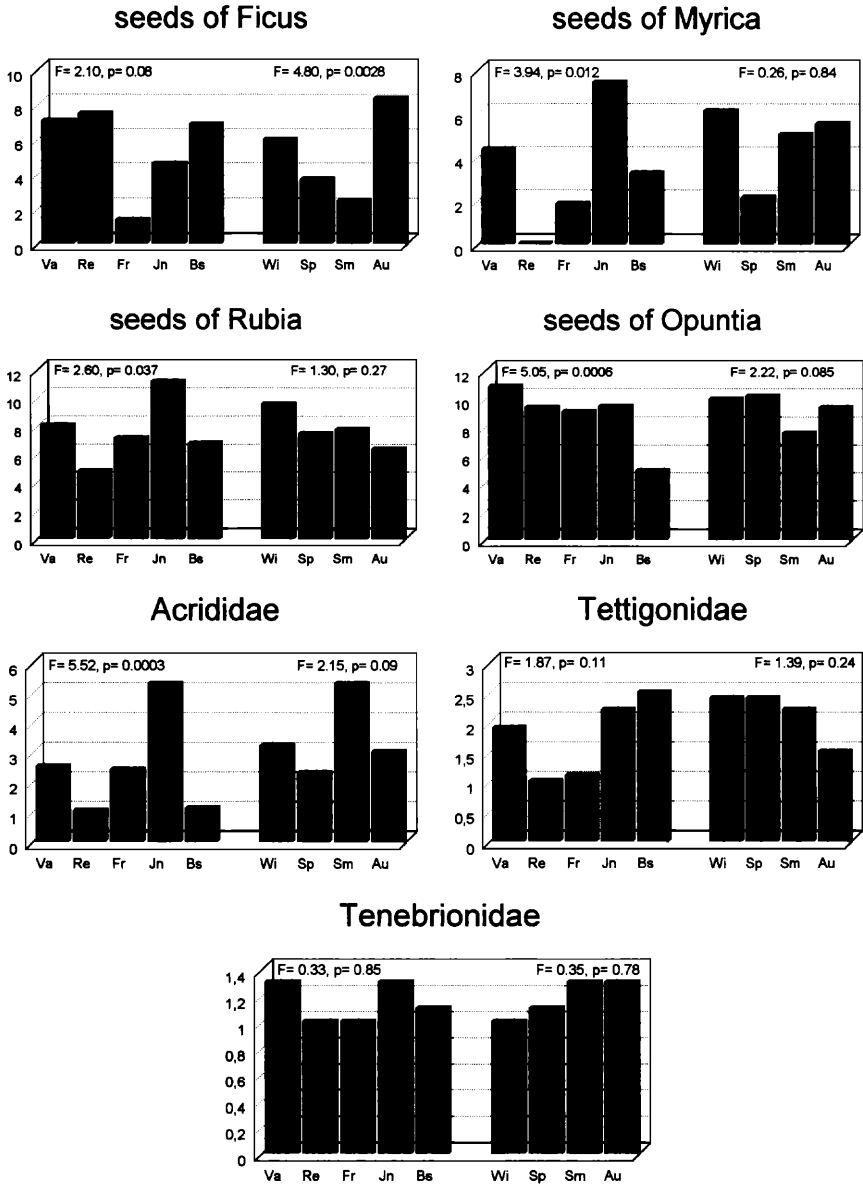 seeds of Ficus
F= 2.10, p= 0.08
F= 4.80, p= 0.0028
10
8
6
4
2
0
Va Re Fr Jn Bs Wi Sp Sm Au
seeds of Myrica
F= 3.94, p= 0.012
F= 0.26, p= 0.84
8
6
4
2
0
Va Re Fr Jn Bs Wi Sp Sm Au
seeds of Rubia
F= 2.60, p= 0.037
F= 1.30, p= 0.27
12
10
8
6
4
2
0
Va Re Fr Jn Bs Wi Sp Sm Au
seeds of Opuntia
F= 5.05, p= 0.0006
F= 2.22, p= 0.085
12
10
8
6
4
2
0
Va Re Fr Jn Bs Wi Sp Sm Au
Acrididae
F= 5.52, p= 0.0003
F= 2.15, p= 0.09
6
5
4
3
2
1
0
Va Re Fr Jn Bs Wi Sp Sm Au
Tettigonidae
F= 1.87, p= 0.11
F= 1.39, p= 0.24
3
2,5
2
1,5
1
0,5
0
Va Re Fr Jn Bs Wi Sp Sm Au
Tenebrionidae
F= 0.33, p= 0.85
F= 0.35, p= 0.78
1,4
1,2
1
0,8
0,6
0,4
0,2
0
Va Re Fr Jn Bs Wi Sp Sm Au